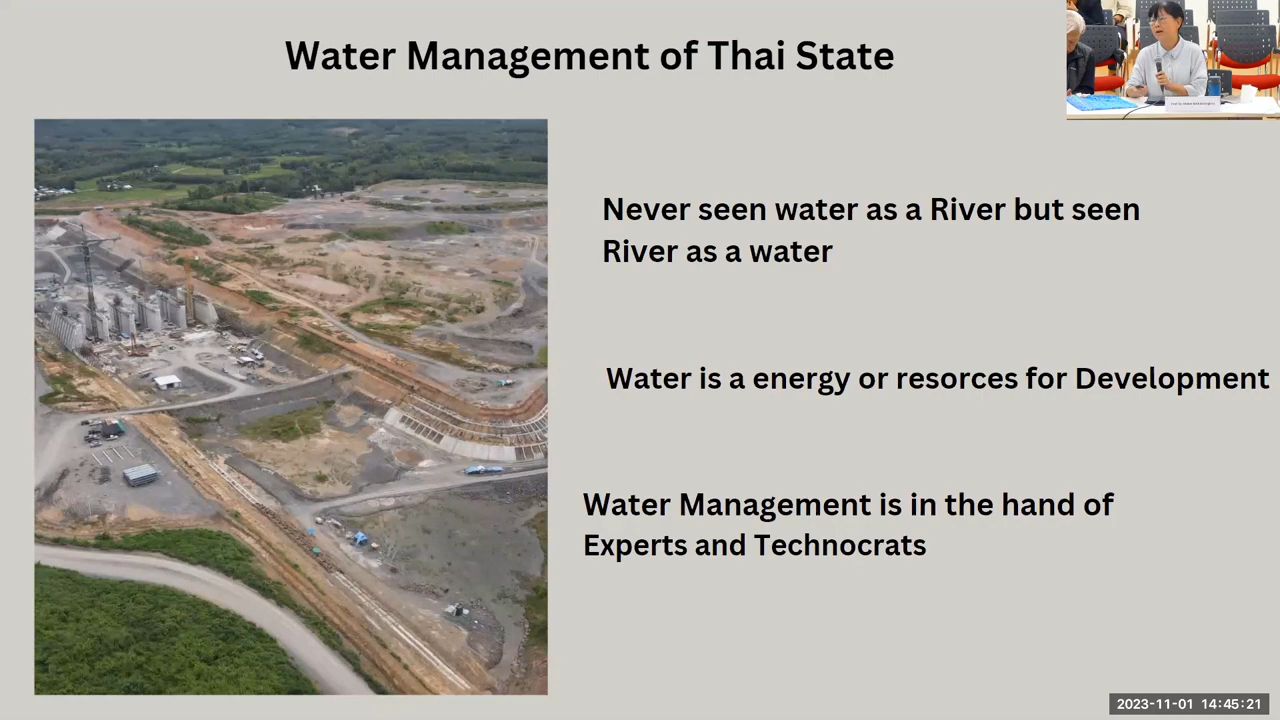 Water Management of Thai State
Never seen water as a River but seen
River as a water
Water is a energy or resorces for Development
Water Management is in the hand of
Experts and Technocrats
2023-11-01 14:45:21